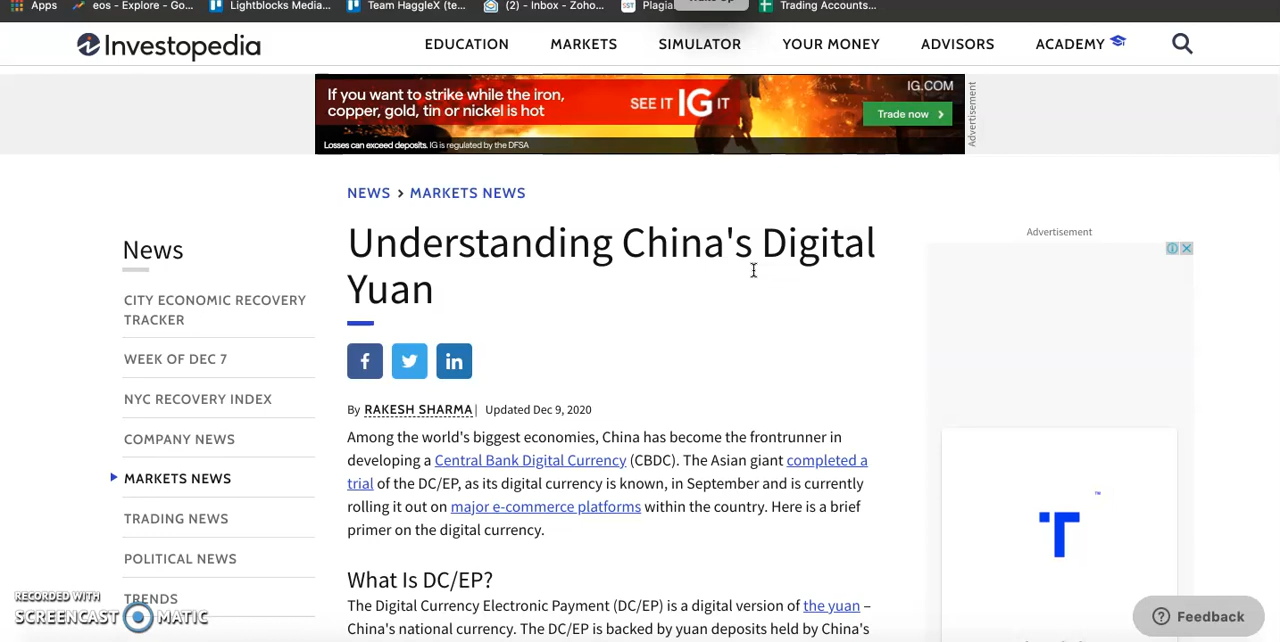 Apps
eos - Explore - Go...
Lightblocks Media...
Team HaggleX (te...
(2) - Inbox - Zoho...
SST
Plagia
Trading Accounts...
Investopedia
EDUCATION
MARKETS
SIMULATOR
YOUR MONEY
ADVISORS
ACADEMY
If you want to strike while the iron,
copper, gold, tin or nickel is hot
SEE IT IG IT
IG.COM
Trade now
Losses can exceed deposits. IG is regulated by the DFSA
Advertisement
NEWS > MARKETS NEWS
Understanding China's Digital
Yuan
f
in
By RAKESH SHARMA | Updated Dec 9, 2020
Among the world's biggest economies, China has become the frontrunner in
developing a Central Bank Digital Currency (CBDC). The Asian giant completed a
trial of the DC/EP, as its digital currency is known, in September and is currently
rolling it out on major e-commerce platforms within the country. Here is a brief
primer on the digital currency.
What Is DC/EP?
The Digital Currency Electronic Payment (DC/EP) is a digital version of the yuan –
China's national currency. The DC/EP is backed by yuan deposits held by China's
News
CITY ECONOMIC RECOVERY
TRACKER
WEEK OF DEC 7
NYC RECOVERY INDEX
COMPANY NEWS
MARKETS NEWS
TRADING NEWS
POLITICAL NEWS
TRENDS
Advertisement
T
™
Feedback
RECORDED WITH
SCREENCAST MATIC